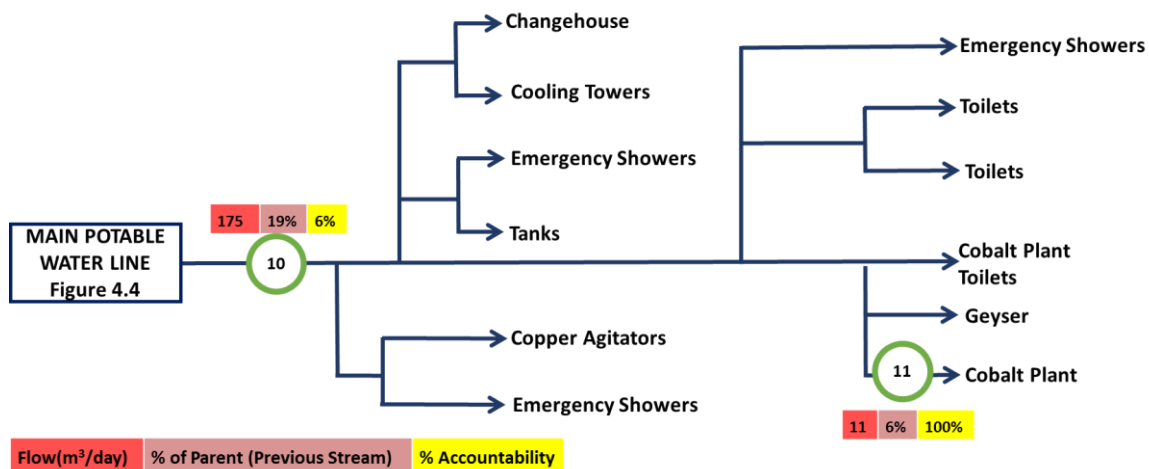 Changehouse
Cooling Towers
Emergency Showers
Tanks
Emergency Showers
Toilets
Toilets
175 19% 6%
MAIN POTABLE
WATER LINE
Figure 4.4
10
Cobalt Plant
Toilets
Geyser
Copper Agitators
11
Cobalt Plant
Emergency Showers
11 6% 100%
Flow(m³/day) % of Parent (Previous Stream) % Accountability